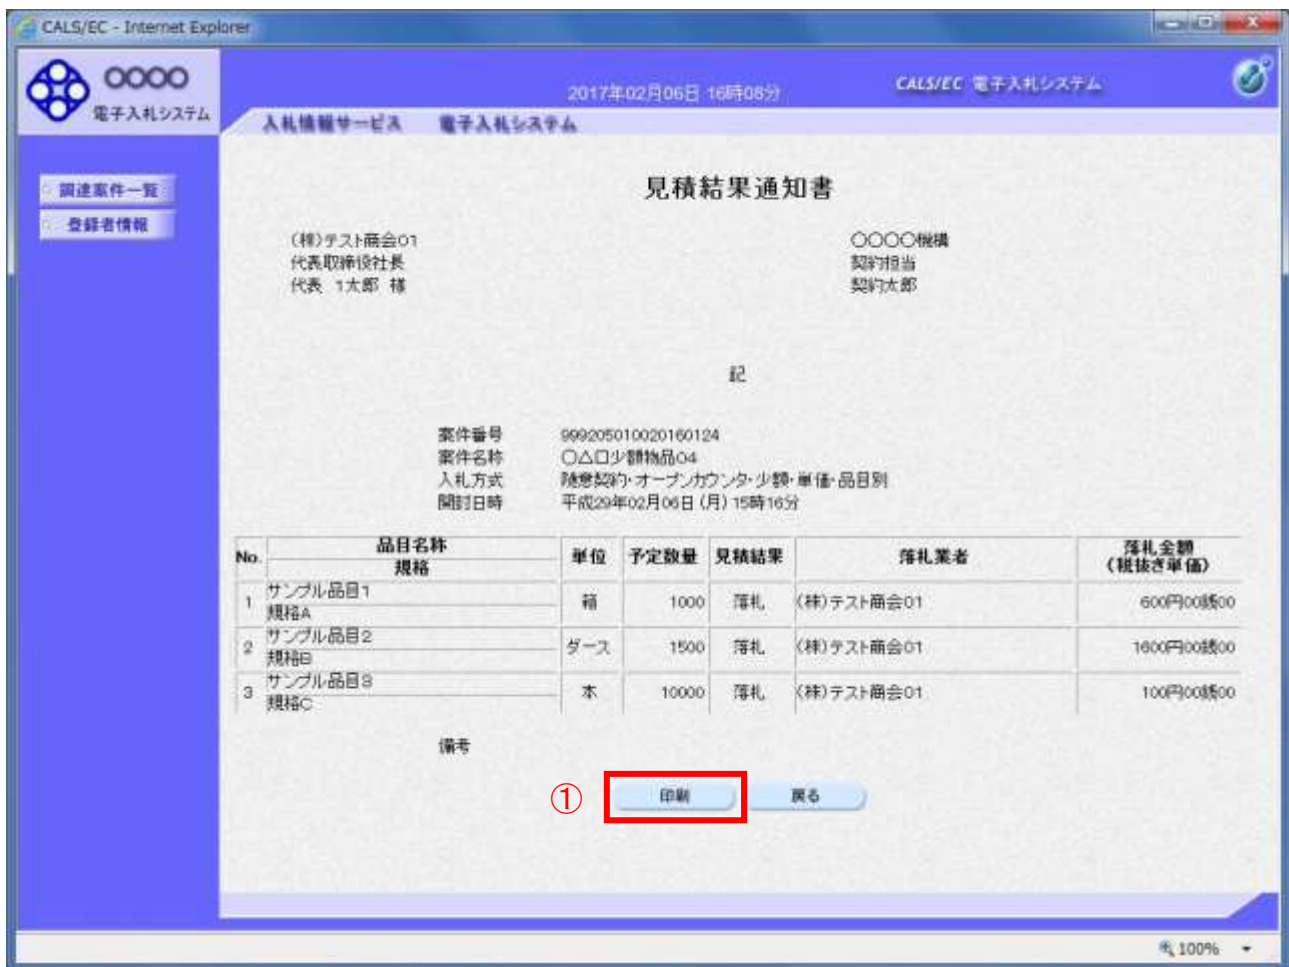 CALS/EC - Internet Explorer
○○○○
電子入札システム
2017年02月06日 16時08分
CALS/EC 電子入札システム
入札情報サービス 電子入札システム
調達案件一覧
登録者情報
見積結果通知書
(株)テスト商会01
代表取締役社長
代表 1太郎 様
○○○○機構
契約担当
契約太郎
記
案件番号 999205010020160124
案件名称 ○△□少額物品04
入札方式 随意契約・オープンカウンタ・少額・単価・品目別
開封日時 平成29年02月06日(月)15時16分
No. 品目名称 規格 単位 予定数量 見積結果 落札業者 落札金額 (税抜き単価)
1 サンプル品目1 規格A 箱 1000 落札 (株)テスト商会01 600円00銭00
2 サンプル品目2 規格B ダース 1500 落札 (株)テスト商会01 1600円00銭00
3 サンプル品目3 規格C 本 10000 落札 (株)テスト商会01 100円00銭00
備考
① 印刷 戻る
100%